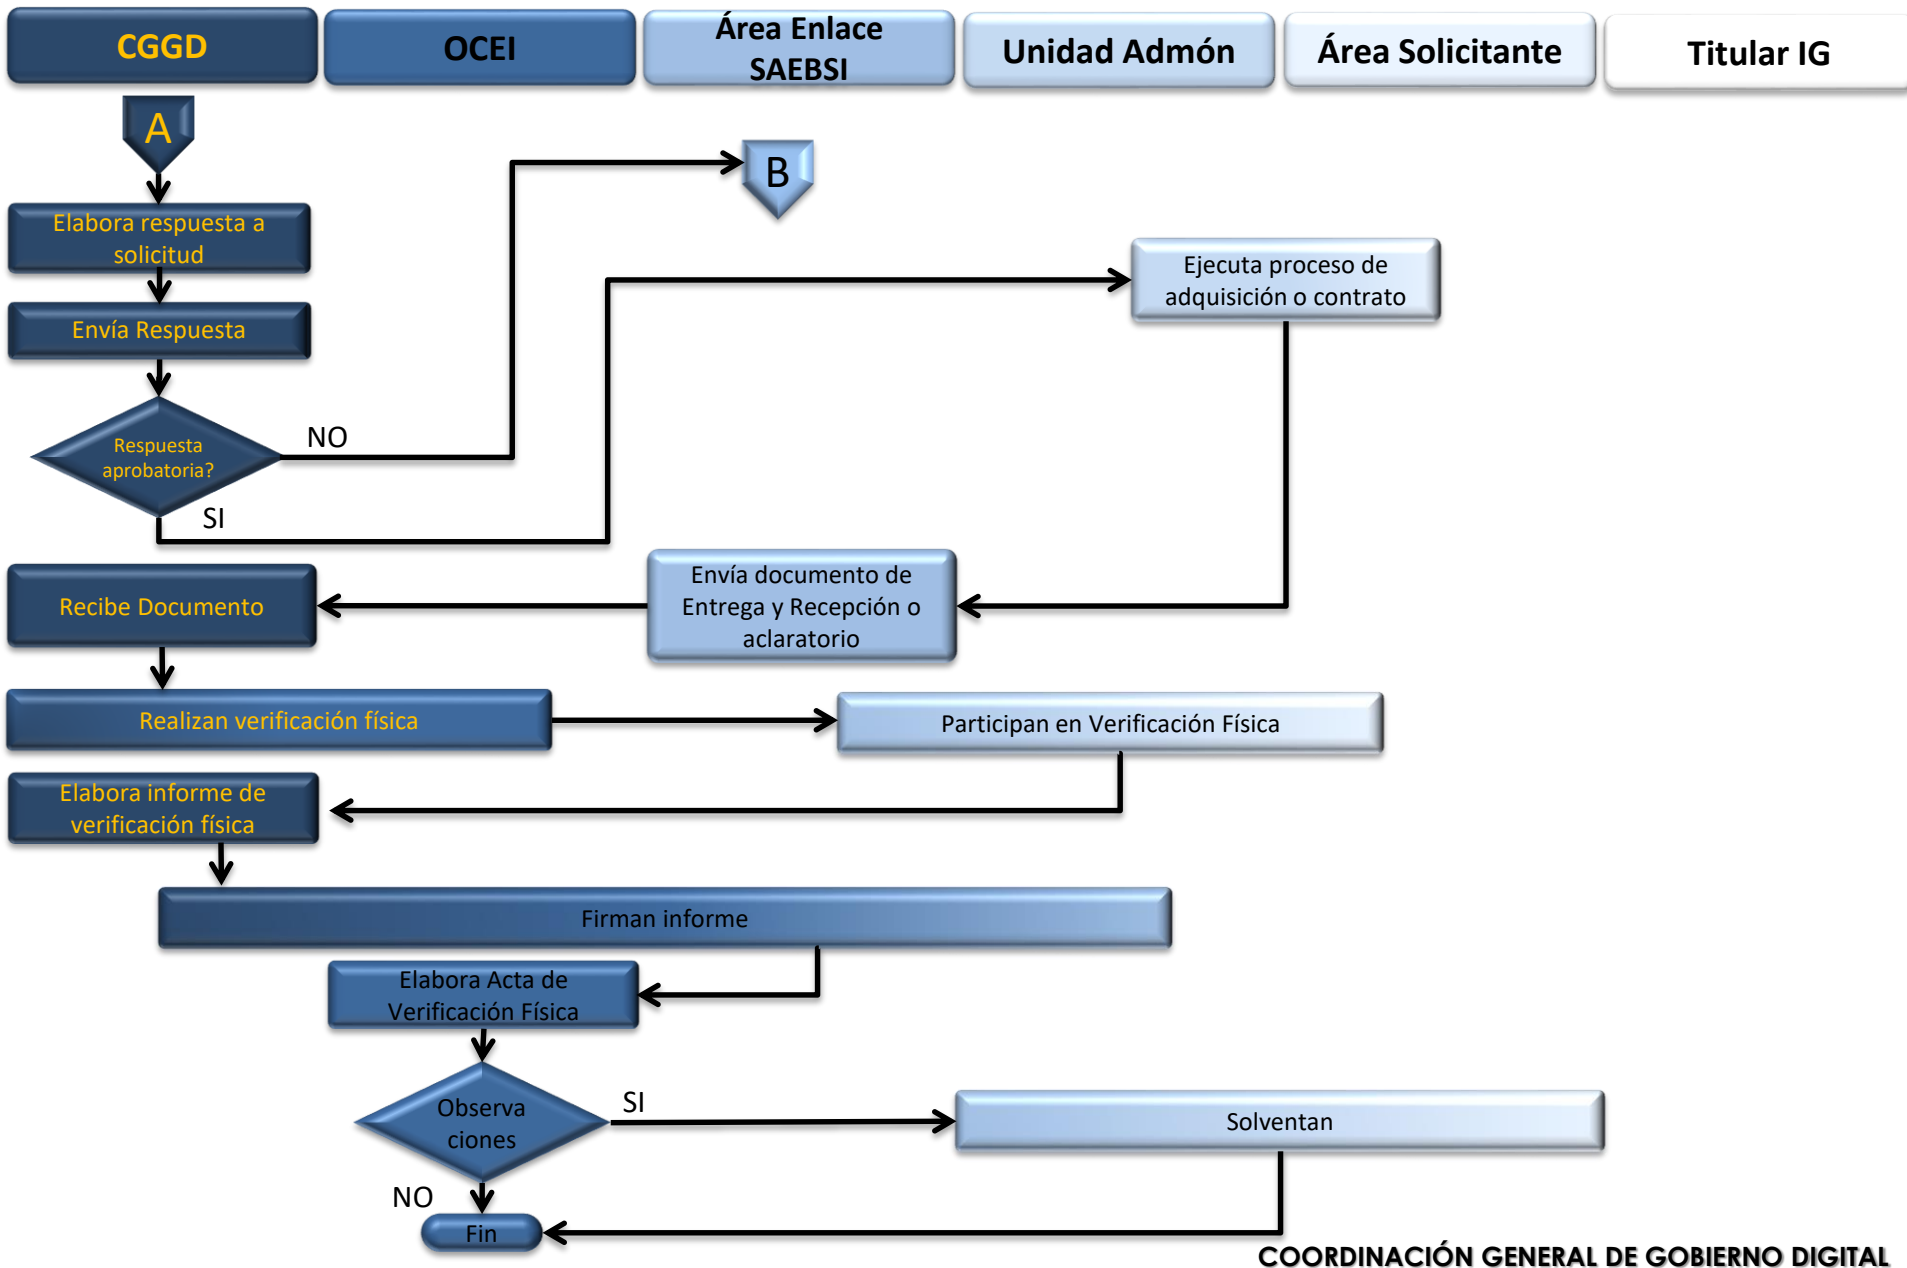 CGGD
OCEI
Área Enlace
SAEBSI
Unidad Admón
Área Solicitante
Titular IG
A
B
Elabora respuesta a
solicitud
Ejecuta proceso de
adquisición o contrato
Envía Respuesta
Respuesta
aprobatoria?
NO
SI
Envía documento de
Entrega y Recepción o
aclaratorio
Recibe Documento
Realizan verificación física
Participan en Verificación Física
Elabora informe de
verificación física
Firman informe
Elabora Acta de
Verificación Física
Observa
ciones
SI
Solventan
NO
Fin
COORDINACIÓN GENERAL DE GOBIERNO DIGITAL